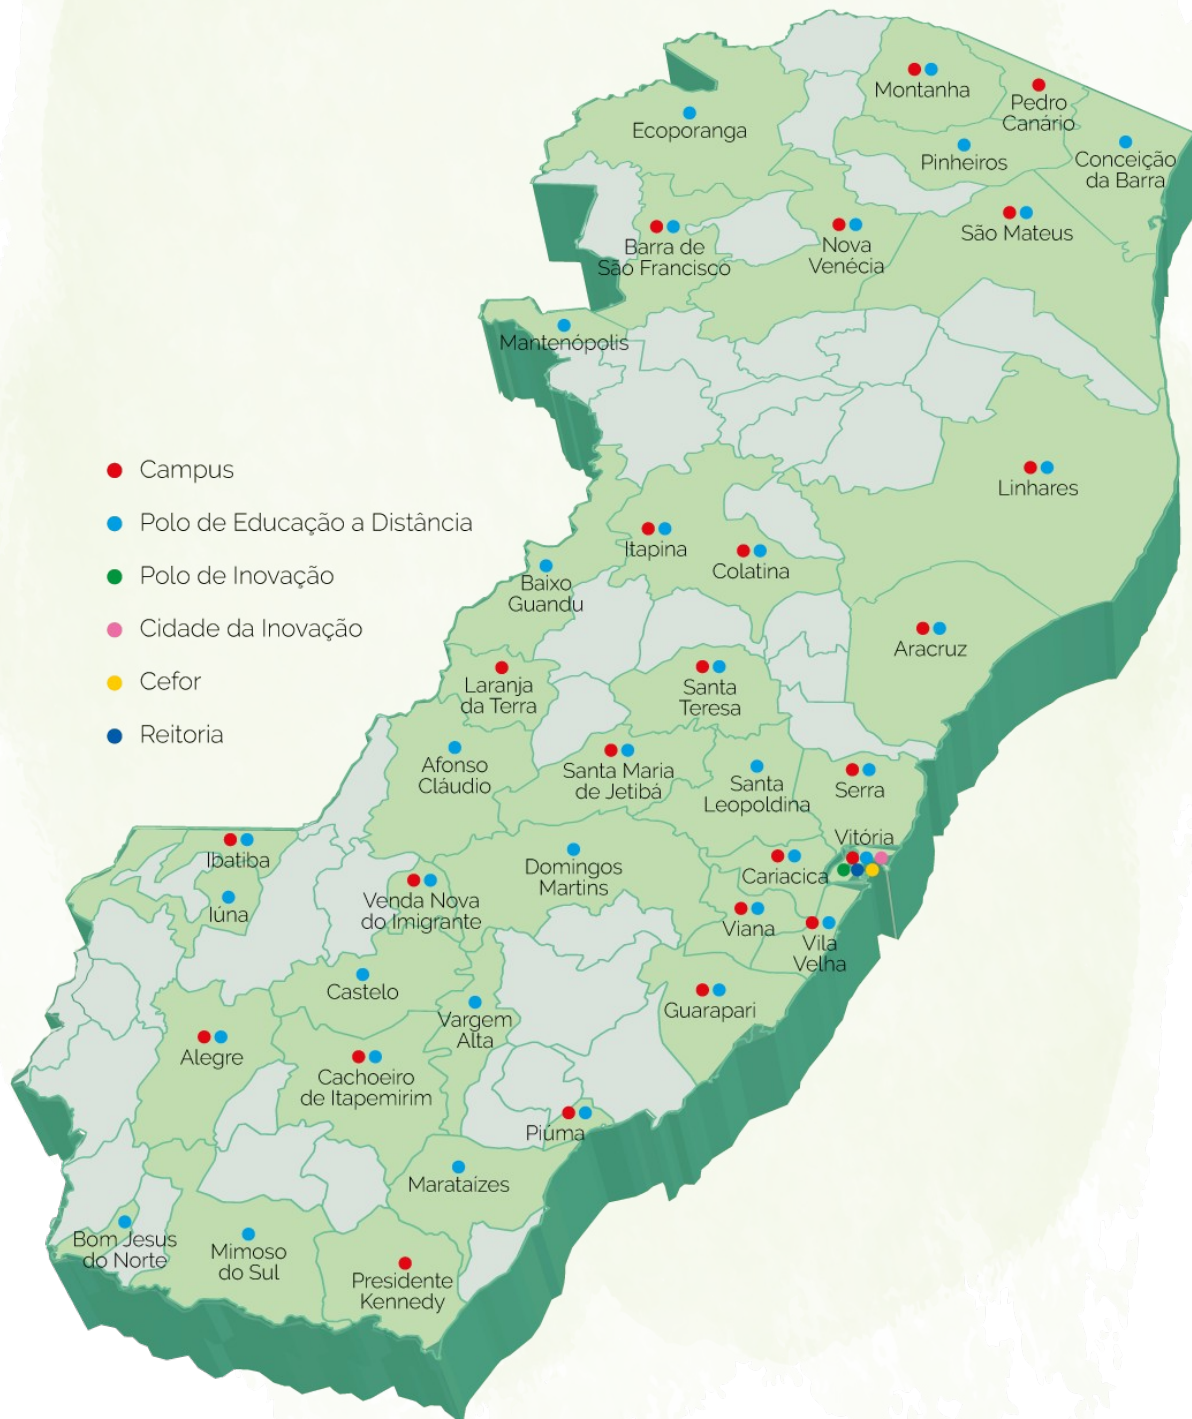 Montanha
Pedro
Canário
Ecoporanga
Pinheiros
Conceição
da Barra
São Mateus
Barra de
São Francisco
Nova
Venécia
Mantenópolis
Campus
Polo de Educação a Distância
Polo de Inovação
Cidade da Inovação
Cefor
Reitoria
Linhares
Itapina
Colatina
Baixo
Guandu
Aracruz
Laranja
da Terra
Santa
Teresa
Afonso
Cláudio
Santa Maria
de Jetibá
Santa
Leopoldina
Serra
Vitória
Ibatiba
Domingos
Martins
Cariacica
Iúna
Venda Nova
do Imigrante
Viana
Vila
Velha
Castelo
Vargem
Alta
Guarapari
Alegre
Cachoeiro
de Itapemirim
Piúma
Marataízes
Bom Jesus
do Norte
Mimoso
do Sul
Presidente
Kennedy